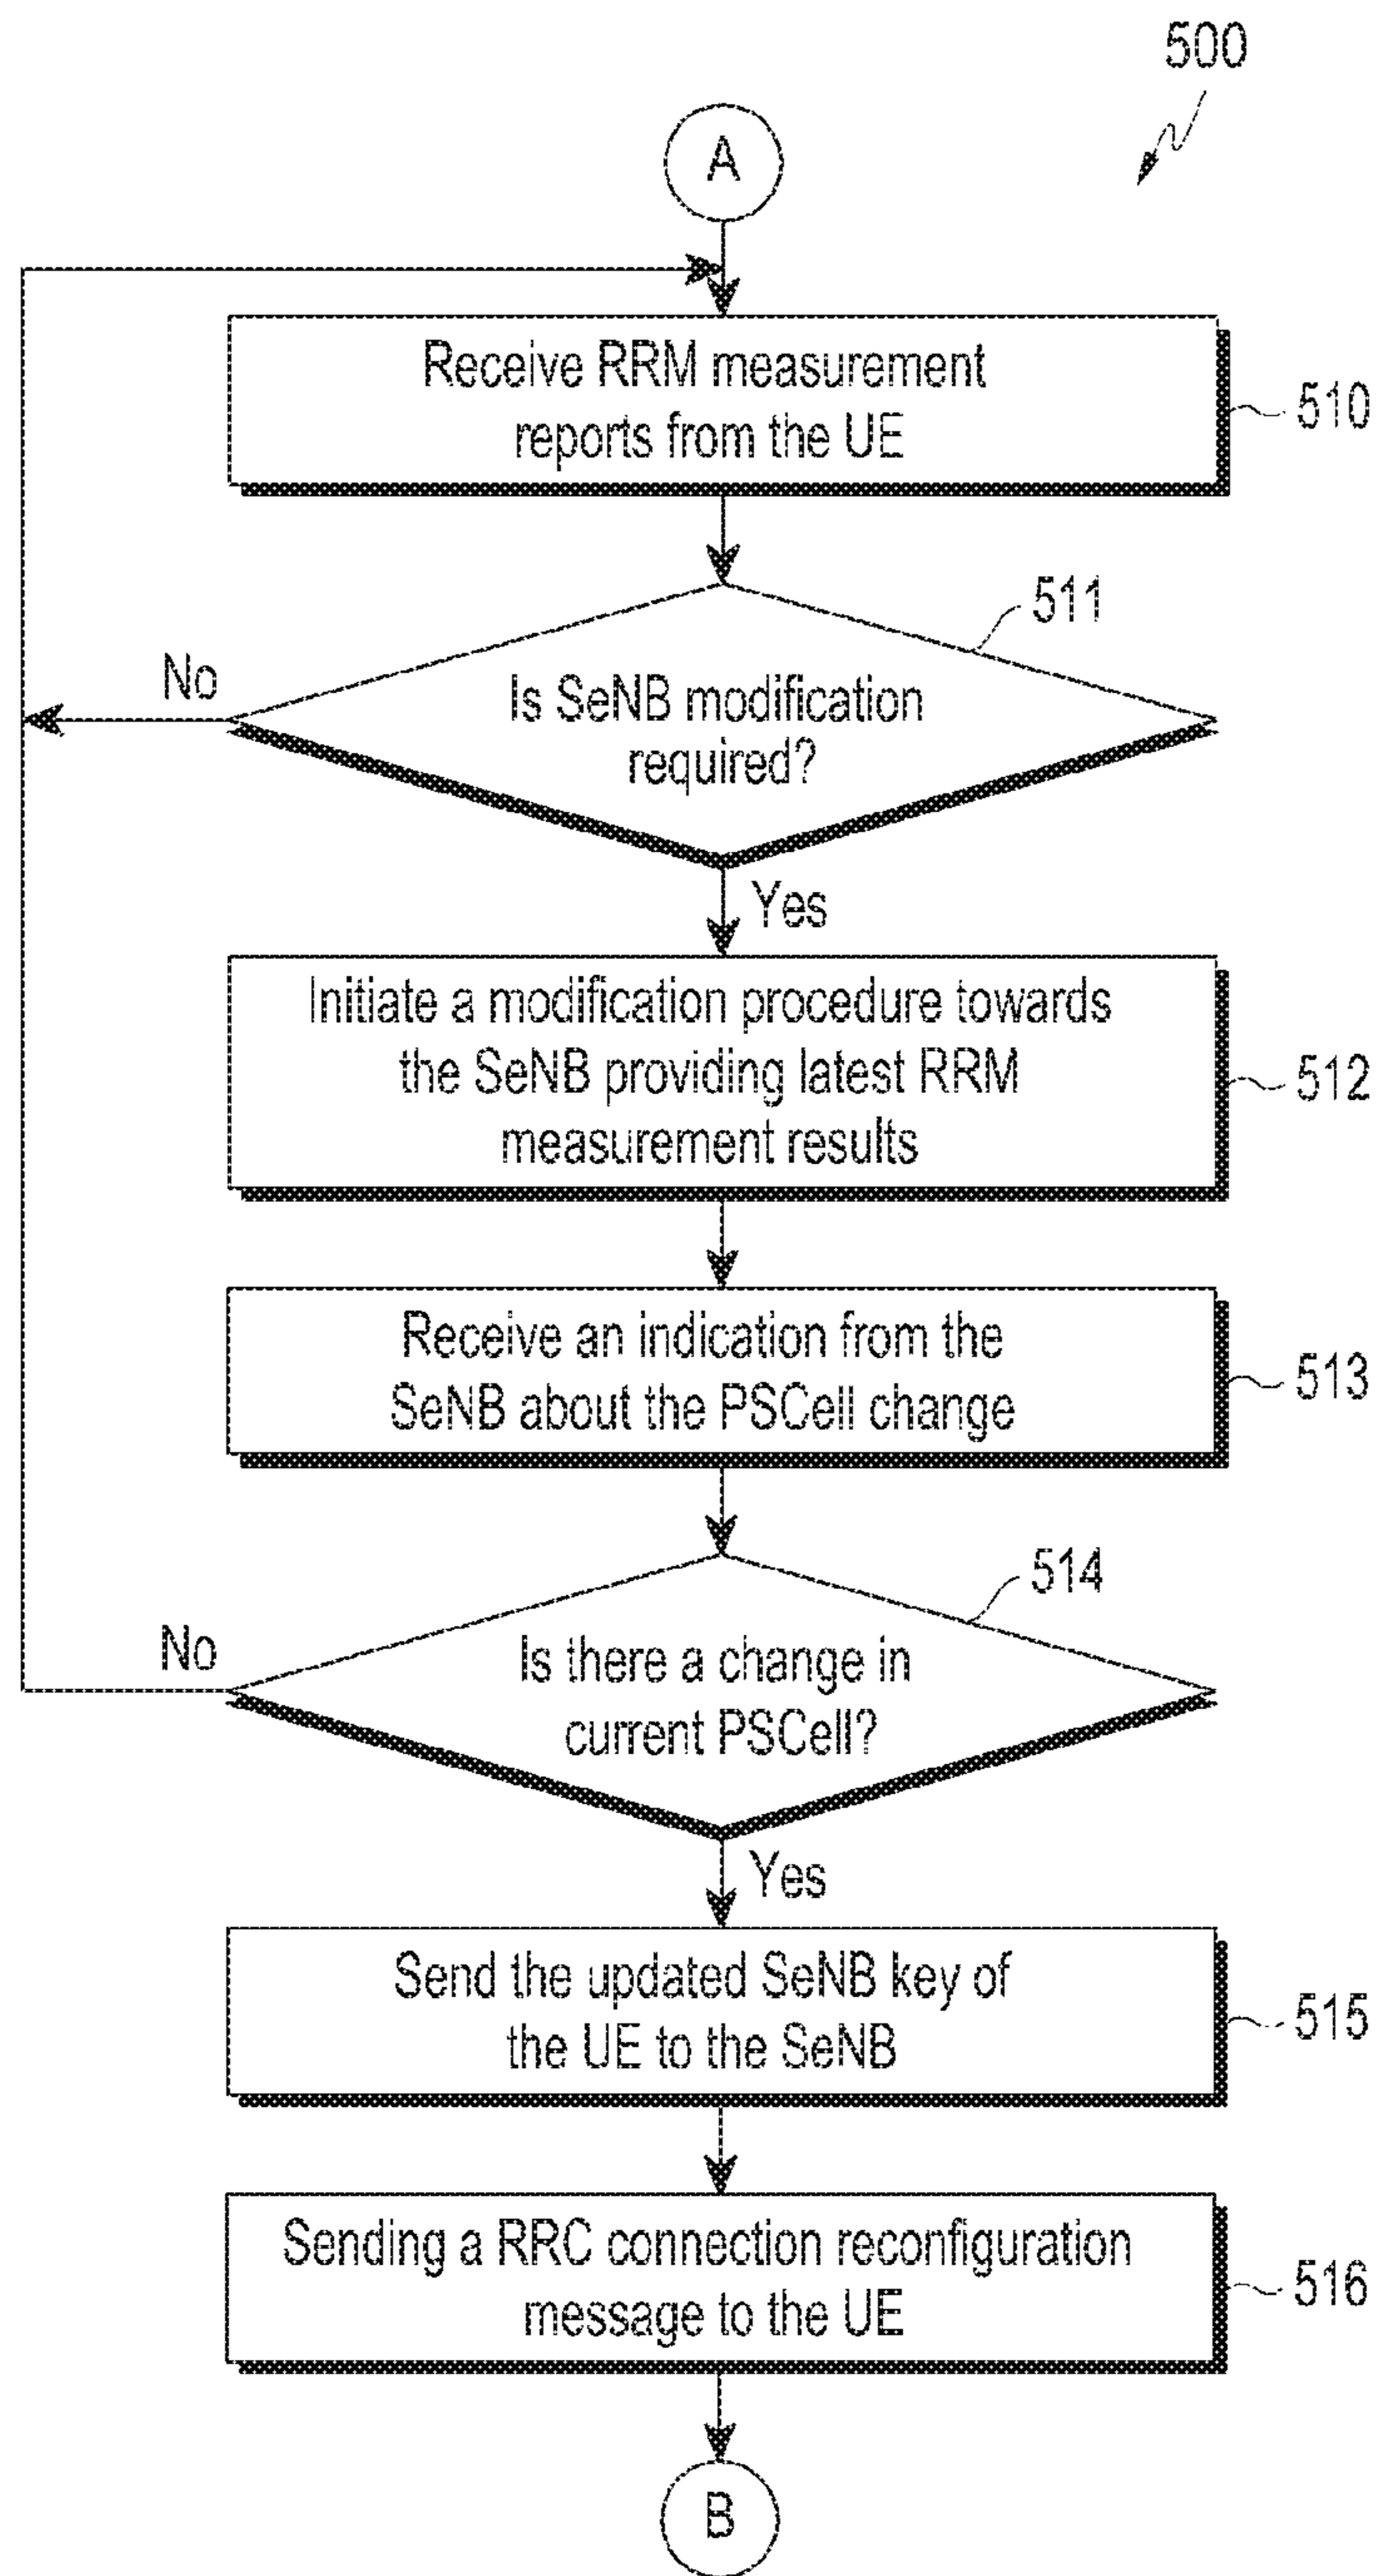 500
A
Receive RRM measurement
reports from the UE
510
511
No
Is SeNB modification
required?
Yes
Initiate a modification procedure towards
the SeNB providing latest RRM
measurement results
512
Receive an indication from the
SeNB about the PSCell change
513
514
No
Is there a change in
current PSCell?
Yes
Send the updated SeNB key of
the UE to the SeNB
515
Sending a RRC connection reconfiguration
message to the UE
516
B